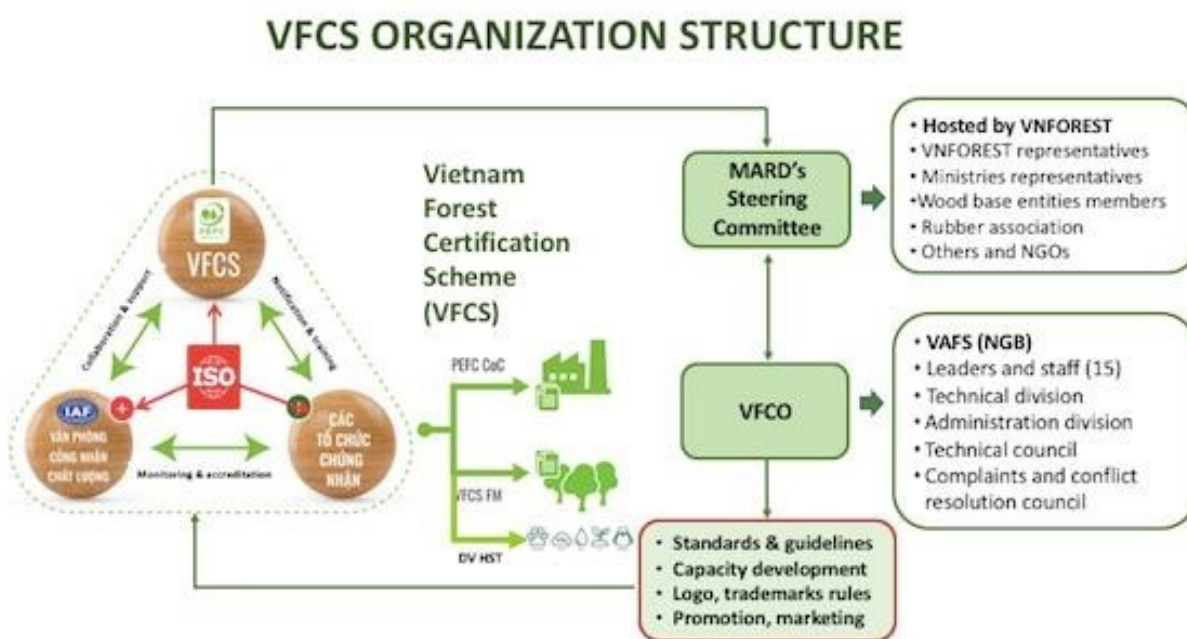 VFCS ORGANIZATION STRUCTURE
PEFC
VFCS
Collaboration & support
Notification & training
ISO
IAF
VĂN PHÒNG
CÔNG NHẬN
CHẤT LƯỢNG
CÁC
TỔ CHỨC
CHỨNG
NHẬN
Monitoring & accreditation
Vietnam
Forest
Certification
Scheme
(VFCS)
PEFC CoC
VFCS FM
DV HST
MARD's
Steering
Committee
• Hosted by VNFOREST
• VNFOREST representatives
• Ministries representatives
• Wood base entities members
• Rubber association
• Others and NGOs
VFCO
• VAFS (NGB)
• Leaders and staff (15)
• Technical division
• Administration division
• Technical council
• Complaints and conflict
resolution council
• Standards & guidelines
• Capacity development
• Logo, trademarks rules
• Promotion, marketing